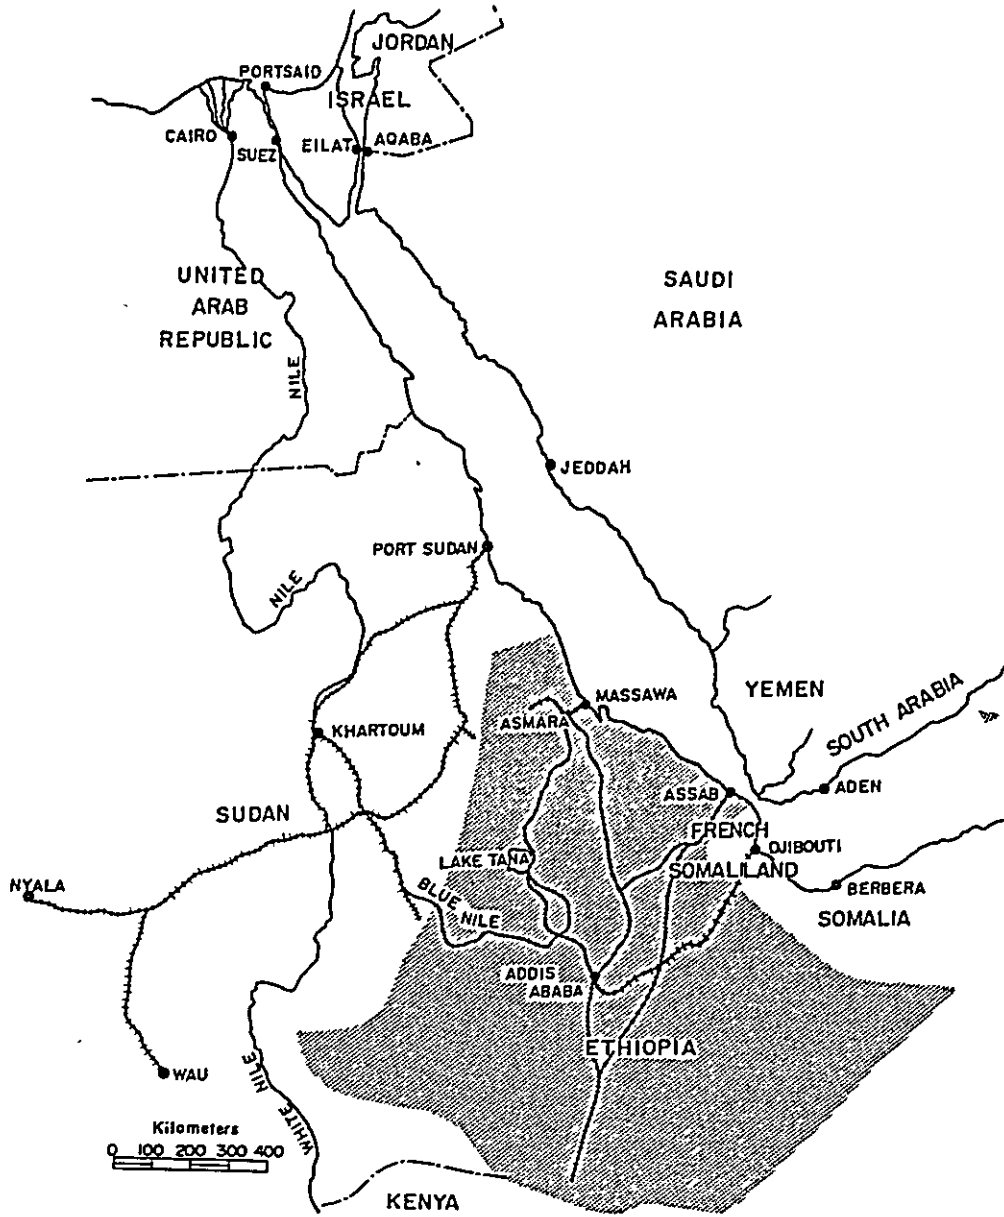 JORDAN
PORTSAID
ISRAEL
CAIRO
SUEZ
EILAT
AQABA
UNITED
ARAB
REPUBLIC
SAUDI
ARABIA
NILE
JEDDAH
PORT SUDAN
NILE
MASSAWA
YEMEN
SOUTH ARABIA
ASMARA
KHARTOUM
ASSAB
ADEN
SUDAN
FRENCH
SOMALILAND
OJIBOUTI
LAKE TANA
NYALA
BLUE NILE
BERBERA
SOMALIA
ADDIS
ABABA
ETHIOPIA
WAU
WHITE NILE
Kilometers
0 100 200 300 400
KENYA